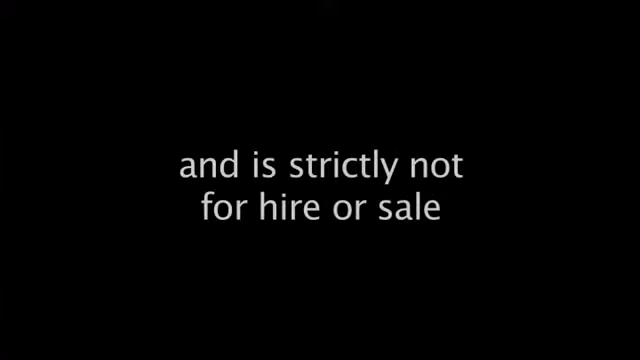 and is strictly not
for hire or sale